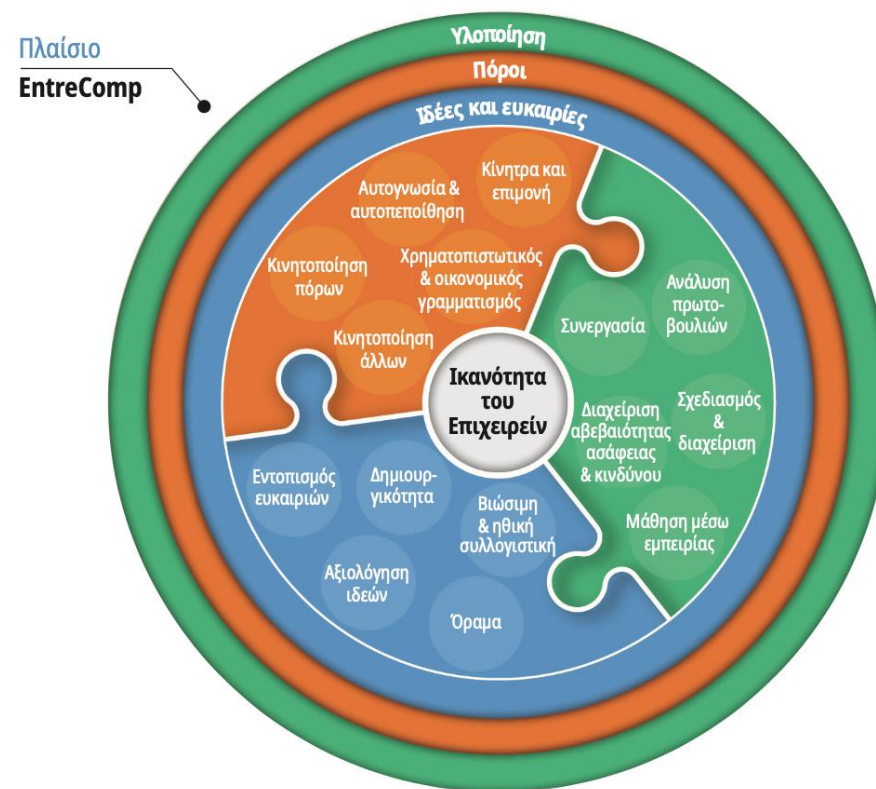 Πλαίσιο
EntreComp
Υλοποίηση
Πόροι
Ιδέες και ευκαιρίες
Κίνητρα και
επιμονή
Αυτογνωσία &
αυτοπεποίθηση
Κινητοποίηση
πόρων
Χρηματοπιστωτικός
& οικονομικός
γραμματισμός
Κινητοποίηση
άλλων
Ανάλυση
πρωτο-
βουλιών
Συνεργασία
Σχεδιασμός
&
διαχείριση
Διαχείριση
αβεβαιότητας
ασάφειας
& κινδύνου
Μάθηση μέσω
εμπειρίας
Ικανότητα
του
Επιχειρείν
Εντοπισμός
ευκαιριών
Δημιουρ-
γικότητα
Βιώσιμη
& ηθική
συλλογιστική
Αξιολόγηση
ιδεών
Όραμα